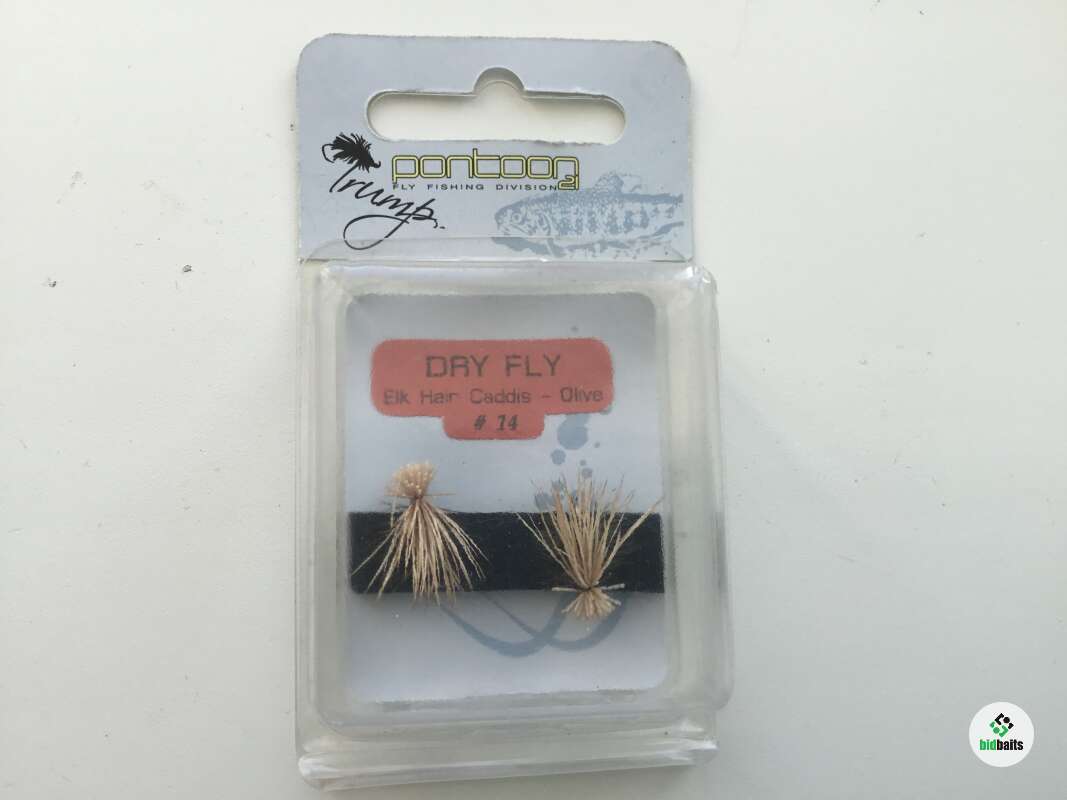 Trump
pontoon21
FLY FISHING DIVISION
DRY FLY
Elk Hair Caddis - Olive
# 14
bidbaits